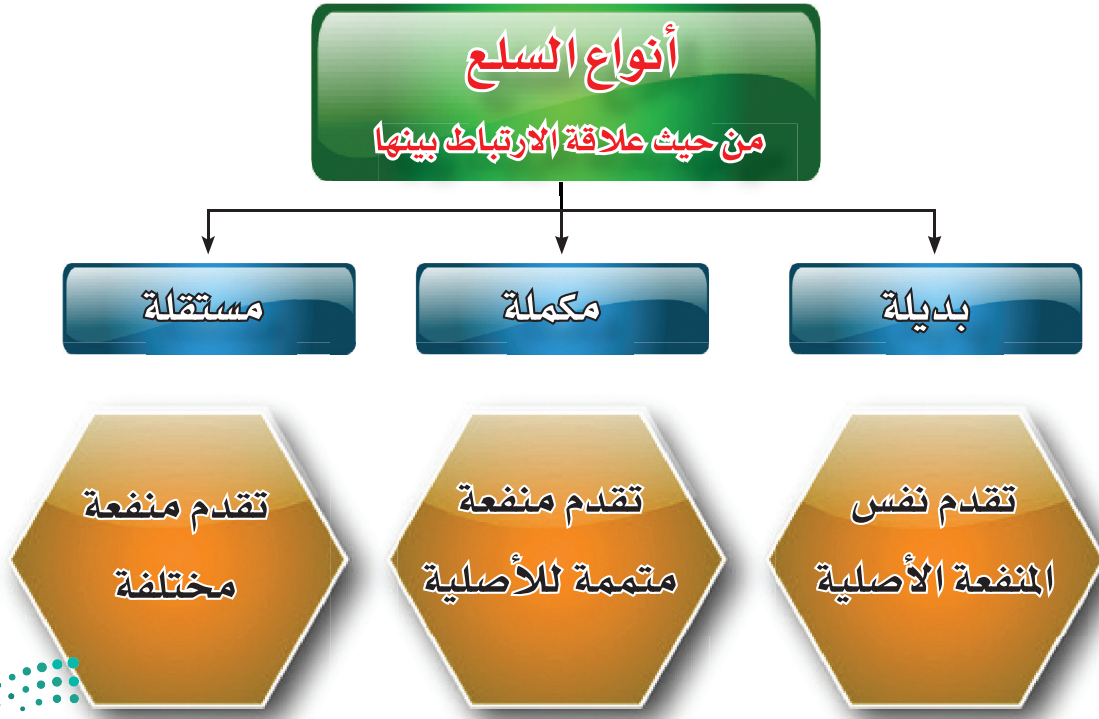 أنواع السلع
من حيث علاقة الارتباط بينها
بديلة
مكملة
مستقلة
تقدم نفس
المنفعة الأصلية
تقدم منفعة
متممة للأصلية
تقدم منفعة
مختلفة